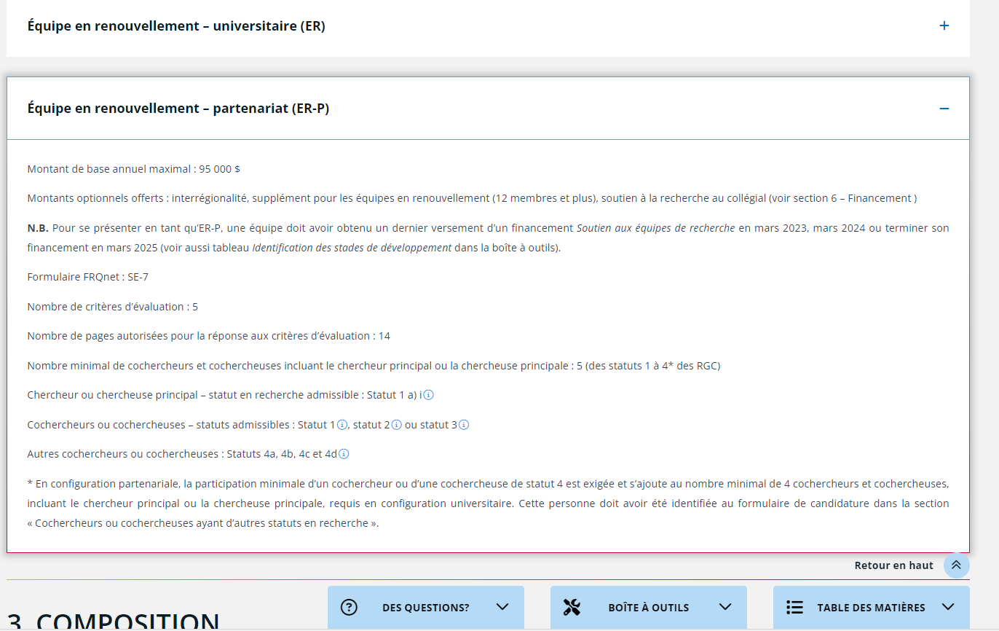 Équipe en renouvellement – universitaire (ER)
Équipe en renouvellement – partenariat (ER-P)
Montant de base annuel maximal : 95 000 $
Montants optionnels offerts : interrégionalité, supplément pour les équipes en renouvellement (12 membres et plus), soutien à la recherche au collégial (voir section 6 – Financement )
N.B. Pour se présenter en tant qu’ER-P, une équipe doit avoir obtenu un dernier versement d’un financement Soutien aux équipes de recherche en mars 2023, mars 2024 ou terminer son
financement en mars 2025 (voir aussi tableau Identification des stades de développement dans la boîte à outils).
Formulaire FRQnet : SE-7
Nombre de critères d’évaluation : 5
Nombre de pages autorisées pour la réponse aux critères d’évaluation : 14
Nombre minimal de cochercheurs et cochercheuses incluant le chercheur principal ou la chercheuse principale : 5 (des statuts 1 à 4* des RGC)
Chercheur ou chercheuse principal – statut en recherche admissible : Statut 1 a) i
Cochercheurs ou cochercheuses – statuts admissibles : Statut 1, statut 2 ou statut 3
Autres cochercheurs ou cochercheuses : Statuts 4a, 4b, 4c et 4d
* En configuration partenariale, la participation minimale d’un cochercheur ou d’une cochercheuse de statut 4 est exigée et s’ajoute au nombre minimal de 4 cochercheurs et cochercheuses,
incluant le chercheur principal ou la chercheuse principale, requis en configuration universitaire. Cette personne doit avoir été identifiée au formulaire de candidature dans la section
« Cochercheurs ou cochercheuses ayant d’autres statuts en recherche ».
Retour en haut
3. COMPOSITION
DES QUESTIONS?
BOÎTE À OUTILS
TABLE DES MATIÈRES